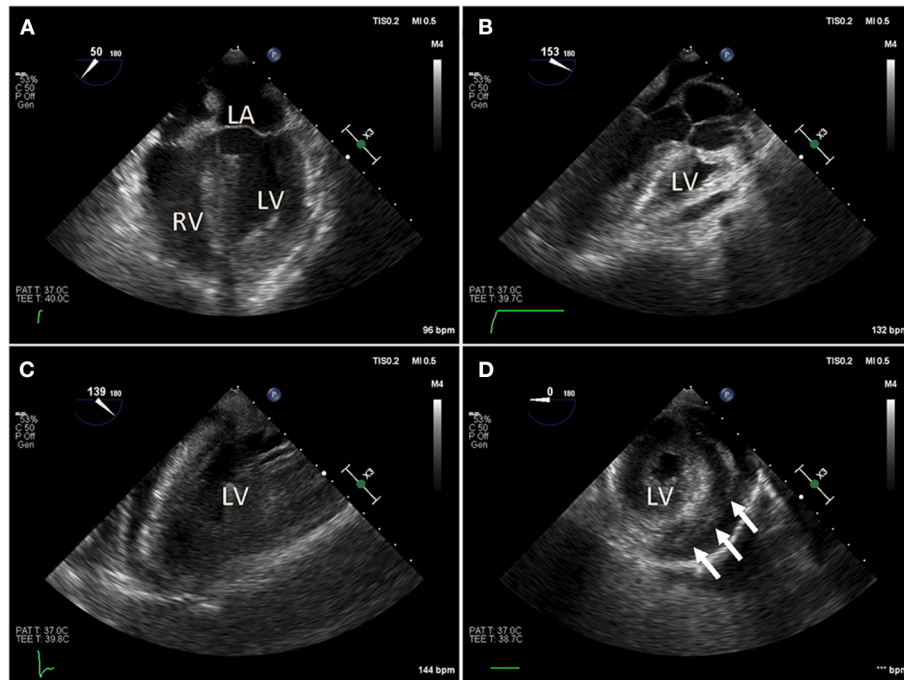 A
TIS0.2 MI 0.5
50 180
P
M4
53%
C 50
P Off
Gen
X3
LA
RV
LV
PAT T: 37.0C
TEE T: 40.0C
96 bpm
B
TIS0.2 MI 0.5
153 180
P
M4
53%
C 50
P Off
Gen
X3
LV
PAT T: 37.0C
TEE T: 39.7C
132 bpm
C
TIS0.2 MI 0.5
139 180
P
M4
53%
C 50
P Off
Gen
X3
LV
PAT T: 37.0C
TEE T: 39.8C
144 bpm
D
TIS0.2 MI 0.5
0 180
P
M4
53%
C 50
P Off
Gen
X3
LV
PAT T: 37.0C
TEE T: 38.7C
*** bpm